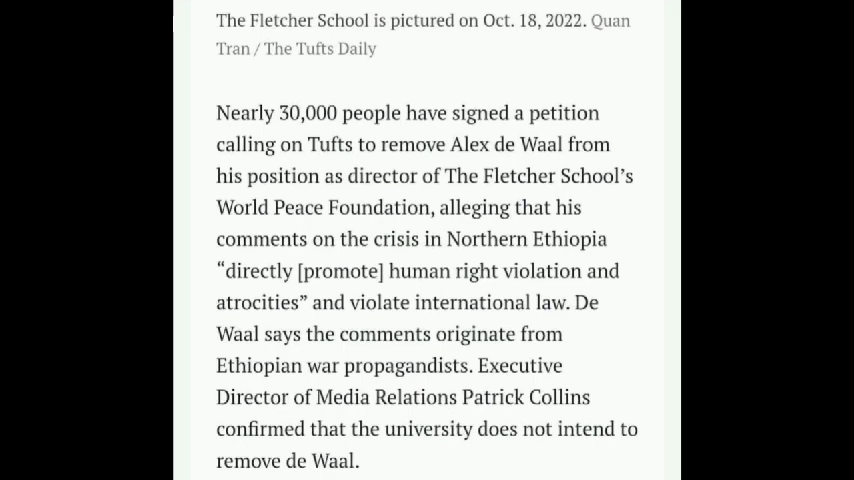 The Fletcher School is pictured on Oct. 18, 2022. Quan
Tran / The Tufts Daily
Nearly 30,000 people have signed a petition
calling on Tufts to remove Alex de Waal from
his position as director of The Fletcher School’s
World Peace Foundation, alleging that his
comments on the crisis in Northern Ethiopia
“directly [promote] human right violation and
atrocities” and violate international law. De
Waal says the comments originate from
Ethiopian war propagandists. Executive
Director of Media Relations Patrick Collins
confirmed that the university does not intend to
remove de Waal.